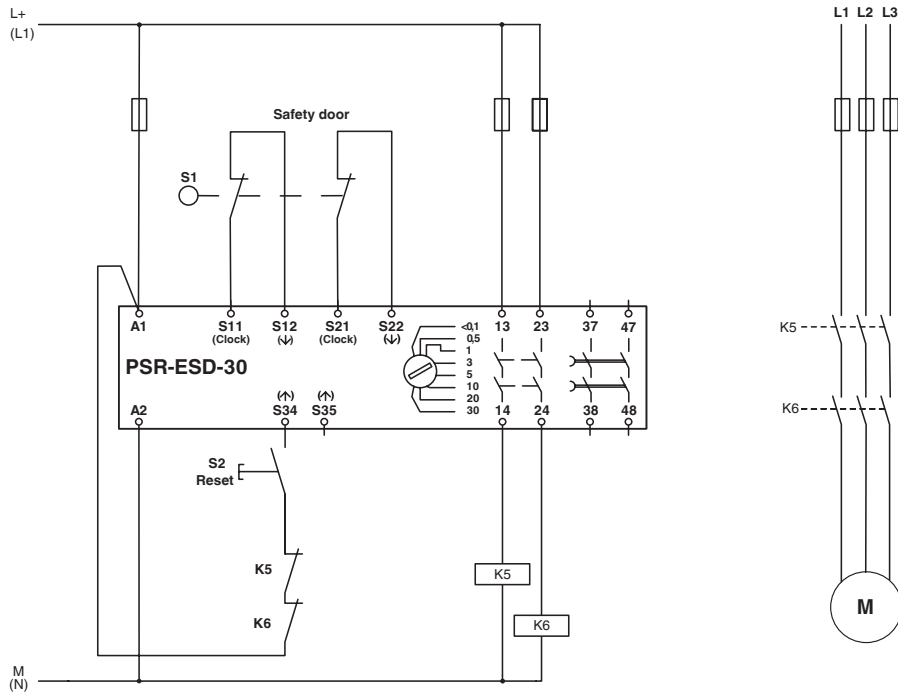 L+
(L1)
L1 L2 L3
Safety door
S1
A1 S11 S12 S21 S22 13 23 37 47
(Clock) (↓) (Clock) (↓)
<0,1
0,5
1
3
5
10
20
30
PSR-ESD-30
(↑) (↑)
A2 S34 S35 14 24 38 48
S2
Reset
K5
K6
K5
K6
K5
K6
M
M
(N)